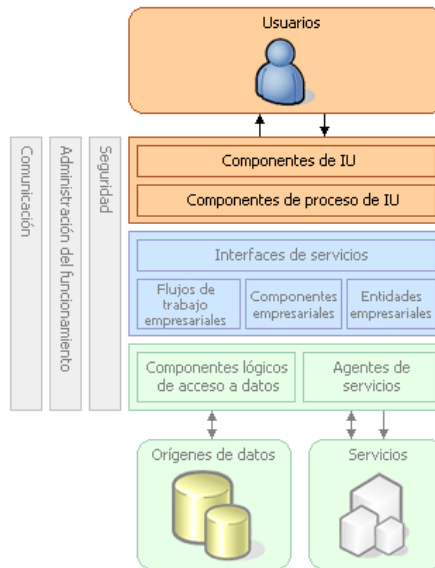 Usuarios
Comunicación
Administración del funcionamiento
Seguridad
Componentes de IU
Componentes de proceso de IU
Interfaces de servicios
Flujos de
trabajo
empresariales
Componentes
empresariales
Entidades
empresariales
Componentes lógicos
de acceso a datos
Agentes de
servicios
Orígenes de datos
Servicios